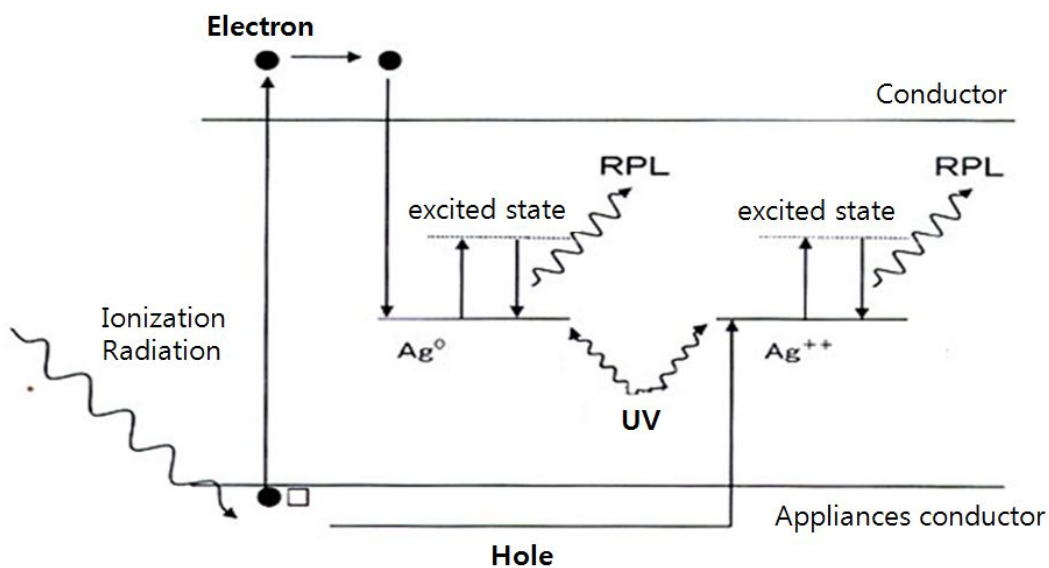 Electron
Conductor
RPL
RPL
excited state
excited state
Ionization
Radiation
Ag⁰
Ag⁺⁺
UV
Appliances conductor
Hole